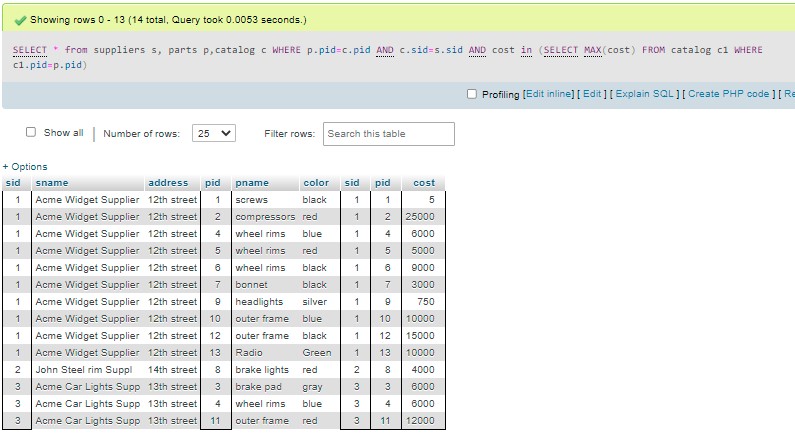 Showing rows 0 - 13 (14 total, Query took 0.0053 seconds.)
SELECT * from suppliers s, parts p,catalog c WHERE p.pid=c.pid AND c.sid=s.sid AND cost in (SELECT MAX(cost) FROM catalog c1 WHERE
c1.pid=p.pid)
Profiling [Edit inline] [ Edit ] [ Explain SQL ] [ Create PHP code ] [ Re
Show all | Number of rows: 25 Filter rows: Search this table
+ Options
sid sname address pid pname color sid pid cost
1 Acme Widget Supplier 12th street 1 screws black 1 1 5
1 Acme Widget Supplier 12th street 2 compressors red 1 2 25000
1 Acme Widget Supplier 12th street 4 wheel rims blue 1 4 6000
1 Acme Widget Supplier 12th street 5 wheel rims red 1 5 5000
1 Acme Widget Supplier 12th street 6 wheel rims black 1 6 9000
1 Acme Widget Supplier 12th street 7 bonnet black 1 7 3000
1 Acme Widget Supplier 12th street 9 headlights silver 1 9 750
1 Acme Widget Supplier 12th street 10 outer frame blue 1 10 10000
1 Acme Widget Supplier 12th street 12 outer frame black 1 12 15000
1 Acme Widget Supplier 12th street 13 Radio Green 1 13 10000
2 John Steel rim Suppl 14th street 8 brake lights red 2 8 4000
3 Acme Car Lights Supp 13th street 3 brake pad gray 3 3 6000
3 Acme Car Lights Supp 13th street 4 wheel rims blue 3 4 6000
3 Acme Car Lights Supp 13th street 11 outer frame red 3 11 12000